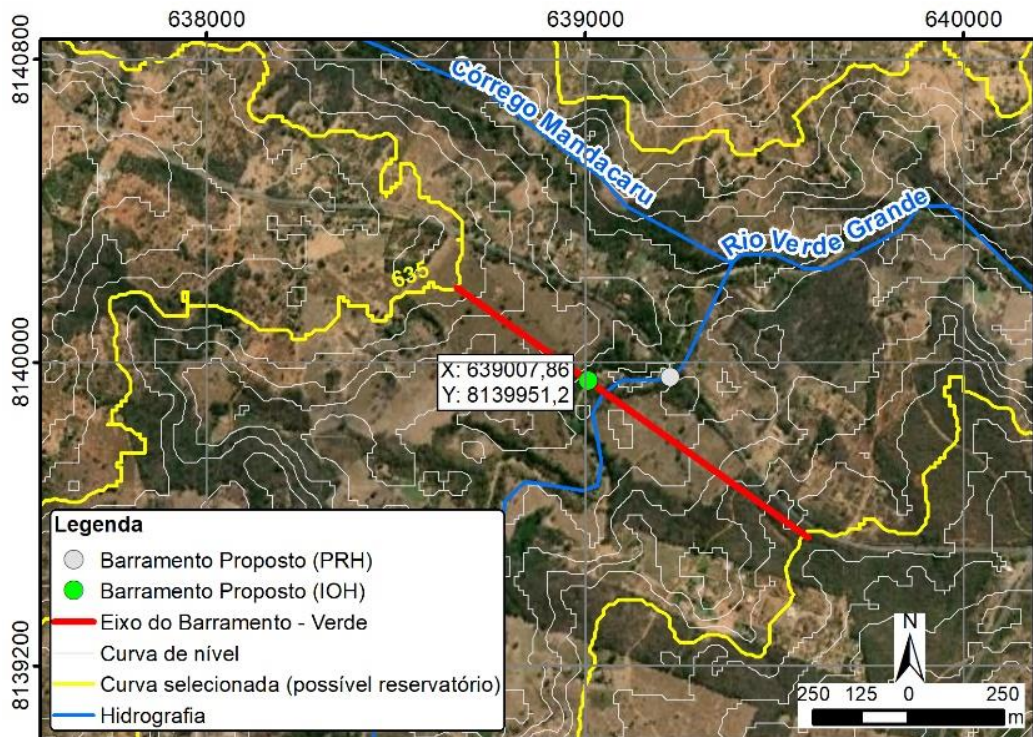 638000
639000
640000
8140800
8140000
8139200
Córrego Mandacaru
Rio Verde Grande
635
X: 639007,86
Y: 8139951,2
Legenda
Barramento Proposto (PRH)
Barramento Proposto (IOH)
Eixo do Barramento - Verde
Curva de nível
Curva selecionada (possível reservatório)
Hidrografia
N
250 125 0 250
m